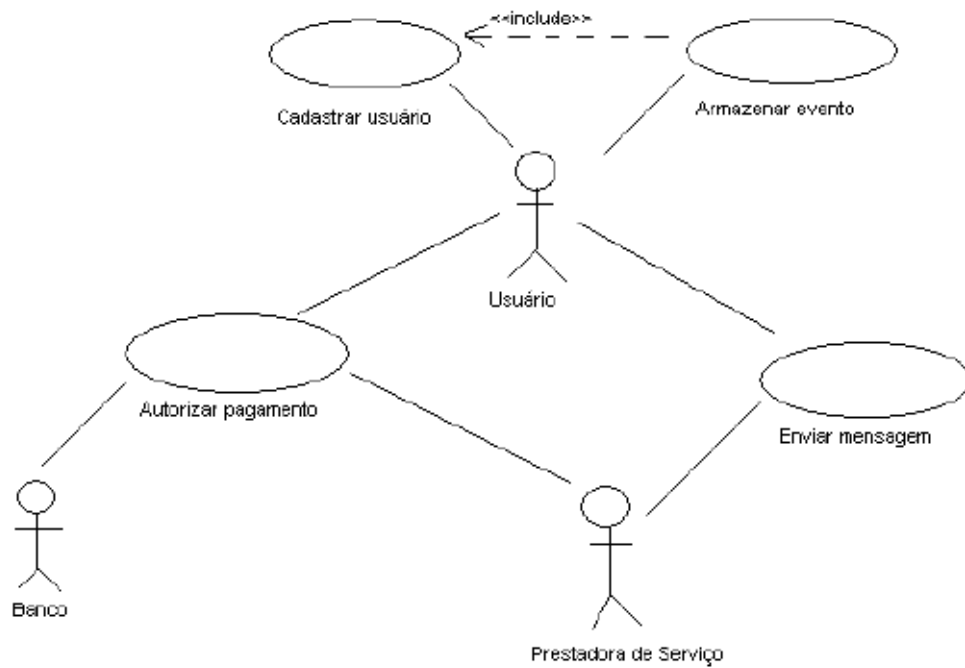 <<include>>
Cadastrar usuário
Armazenar evento
Usuário
Autorizar pagamento
Enviar mensagem
Banco
Prestadora de Serviço